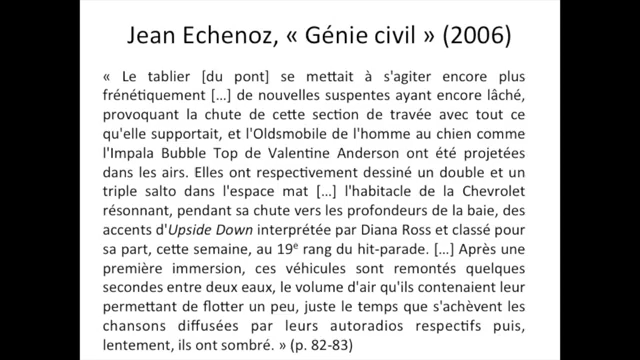 Jean Echenoz, « Génie civil » (2006)
« Le tablier [du pont] se mettait à s'agiter encore plus
frénétiquement [...] de nouvelles suspentes ayant encore lâché,
provoquant la chute de cette section de travée avec tout ce
qu'elle supportait, et l'Oldsmobile de l'homme au chien comme
l'Impala Bubble Top de Valentine Anderson ont été projetées
dans les airs. Elles ont respectivement dessiné un double et un
triple salto dans l'espace mat [...] l'habitacle de la Chevrolet
résonnant, pendant sa chute vers les profondeurs de la baie, des
accents d'Upside Down interprétée par Diana Ross et classé pour
sa part, cette semaine, au 19e rang du hit-parade. [...] Après une
première immersion, ces véhicules sont remontés quelques
secondes entre deux eaux, le volume d'air qu'ils contenaient leur
permettant de flotter un peu, juste le temps que s'achèvent les
chansons diffusées par leurs autoradios respectifs puis,
lentement, ils ont sombré. » (p. 82-83)